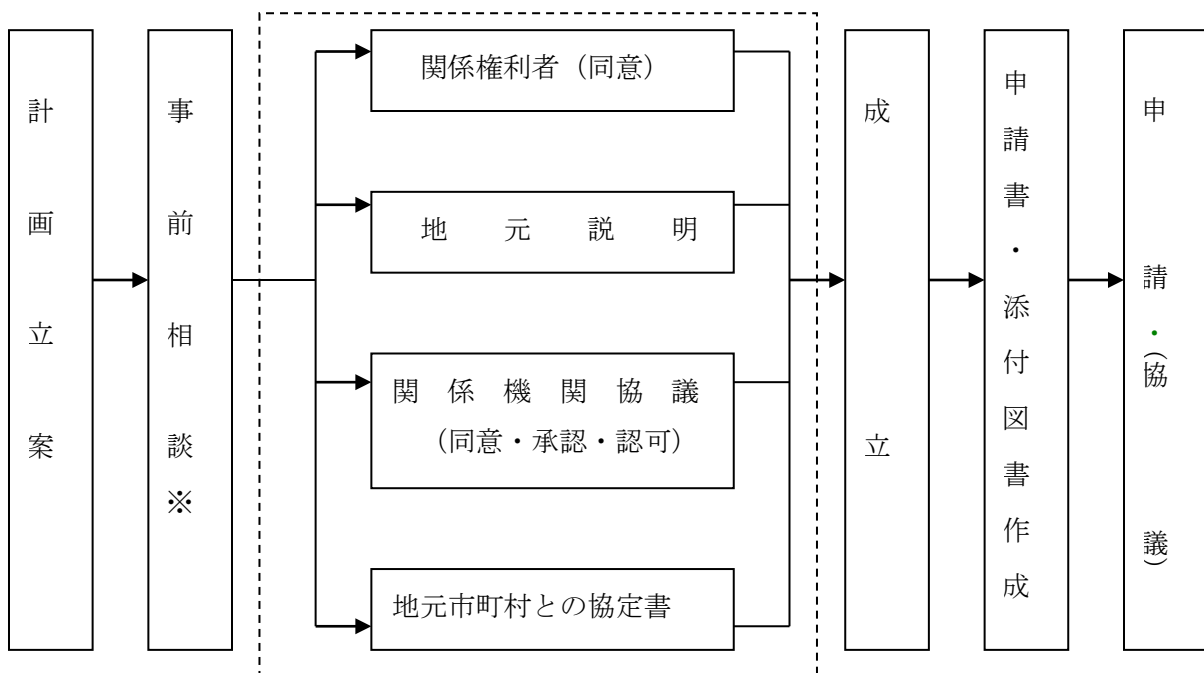 計画立案
事前相談※
関係権利者（同意）
地元説明
関係機関協議
（同意・承認・認可）
地元市町村との協定書
成立
申請書・添付図書作成
申請・（協議）